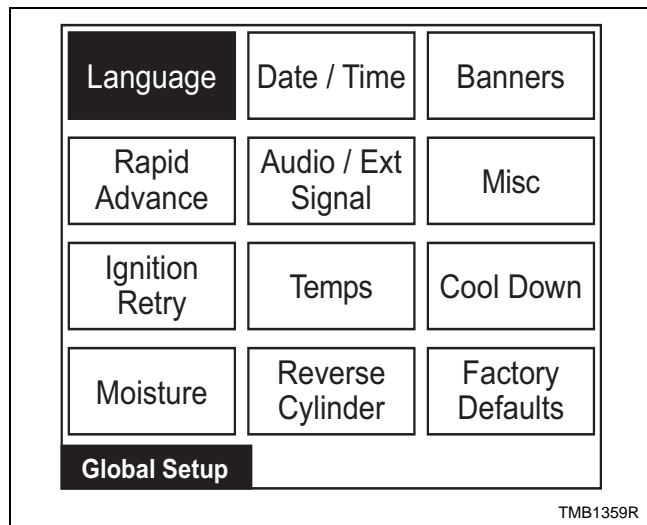 Language
Date / Time
Banners
Rapid
Advance
Audio / Ext
Signal
Misc
Ignition
Retry
Temps
Cool Down
Moisture
Reverse
Cylinder
Factory
Defaults
Global Setup
TMB1359R